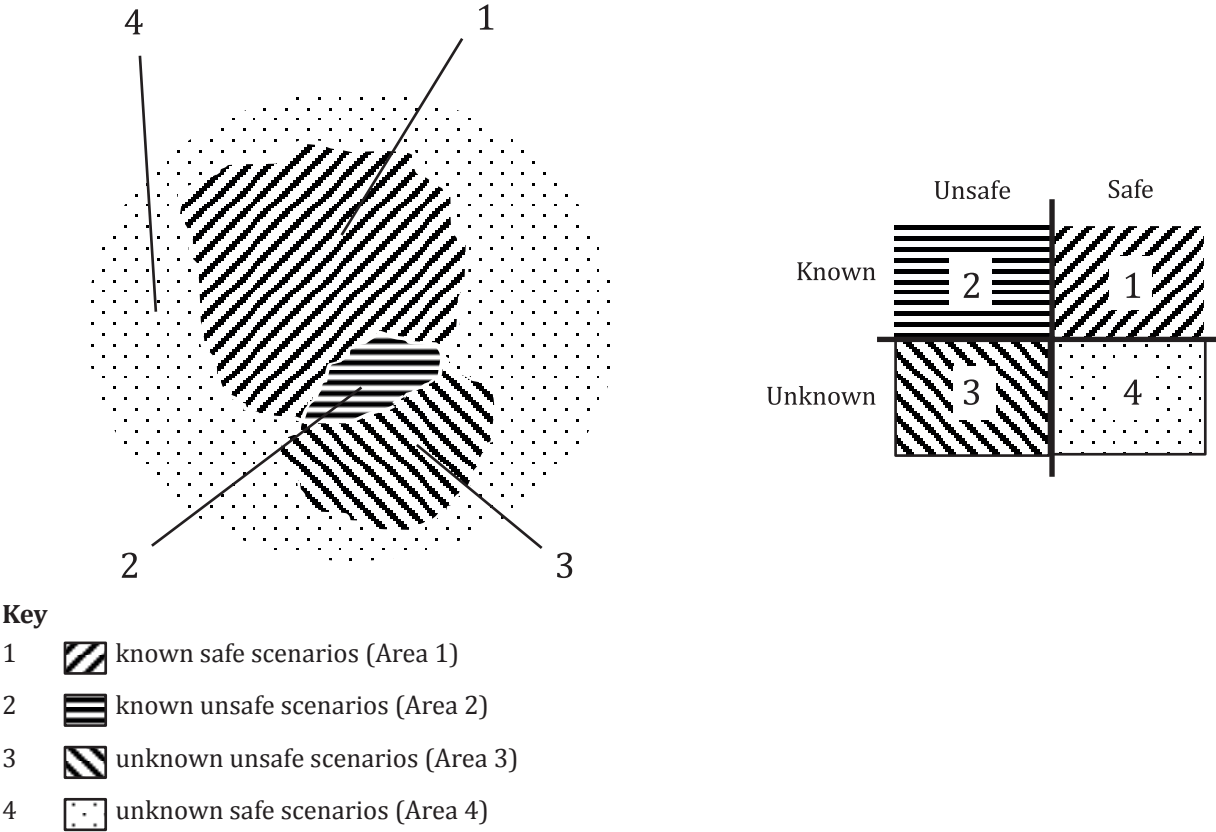 4
1
Unsafe Safe
Known 2 1
Unknown 3 4
2
3
Key
1 known safe scenarios (Area 1)
2 known unsafe scenarios (Area 2)
3 unknown unsafe scenarios (Area 3)
4 unknown safe scenarios (Area 4)